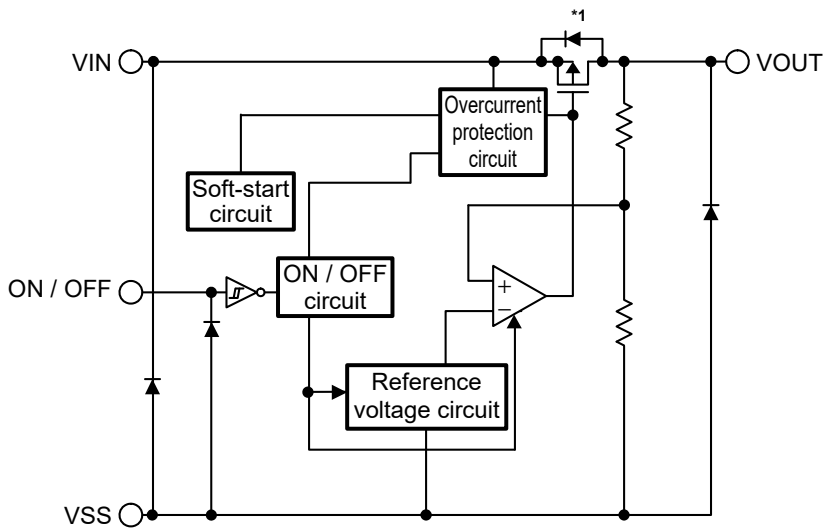 *1
VIN
VOUT
Overcurrent
protection
circuit
Soft-start
circuit
ON / OFF
ON / OFF
circuit
+
−
Reference
voltage circuit
VSS